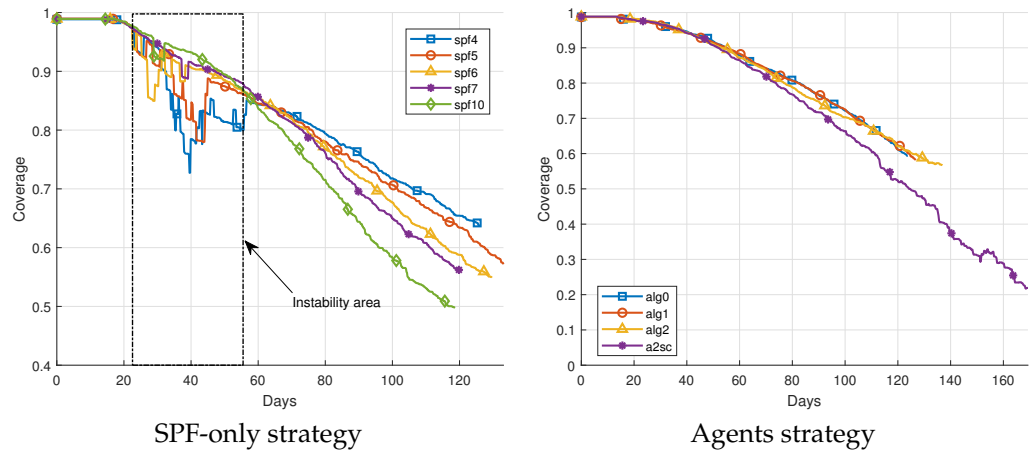 1
0.9
0.8
0.7
0.6
0.5
0.4
Coverage
0 20 40 60 80 100 120
Days
spf4
spf5
spf6
spf7
spf10
Instability area
SPF-only strategy
1
0.9
0.8
0.7
0.6
0.5
0.4
0.3
0.2
0.1
0
Coverage
0 20 40 60 80 100 120 140 160
Days
alg0
alg1
alg2
a2sc
Agents strategy